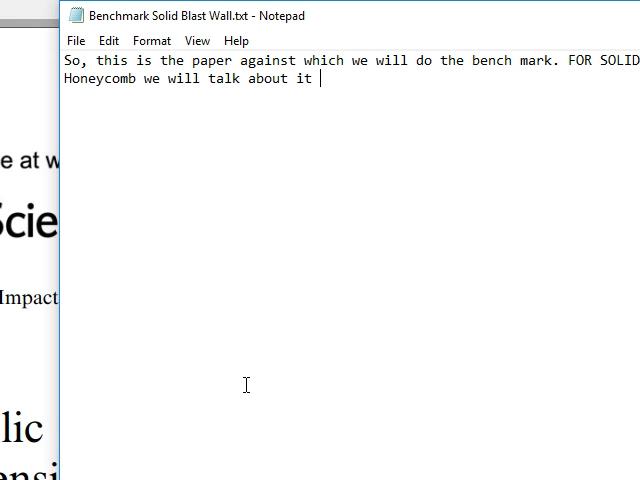 Benchmark Solid Blast Wall.txt - Notepad
File Edit Format View Help
So, this is the paper against which we will do the bench mark. FOR SOLID
Honeycomb we will talk about it
e at w
Scie
Impact
lic
ensi